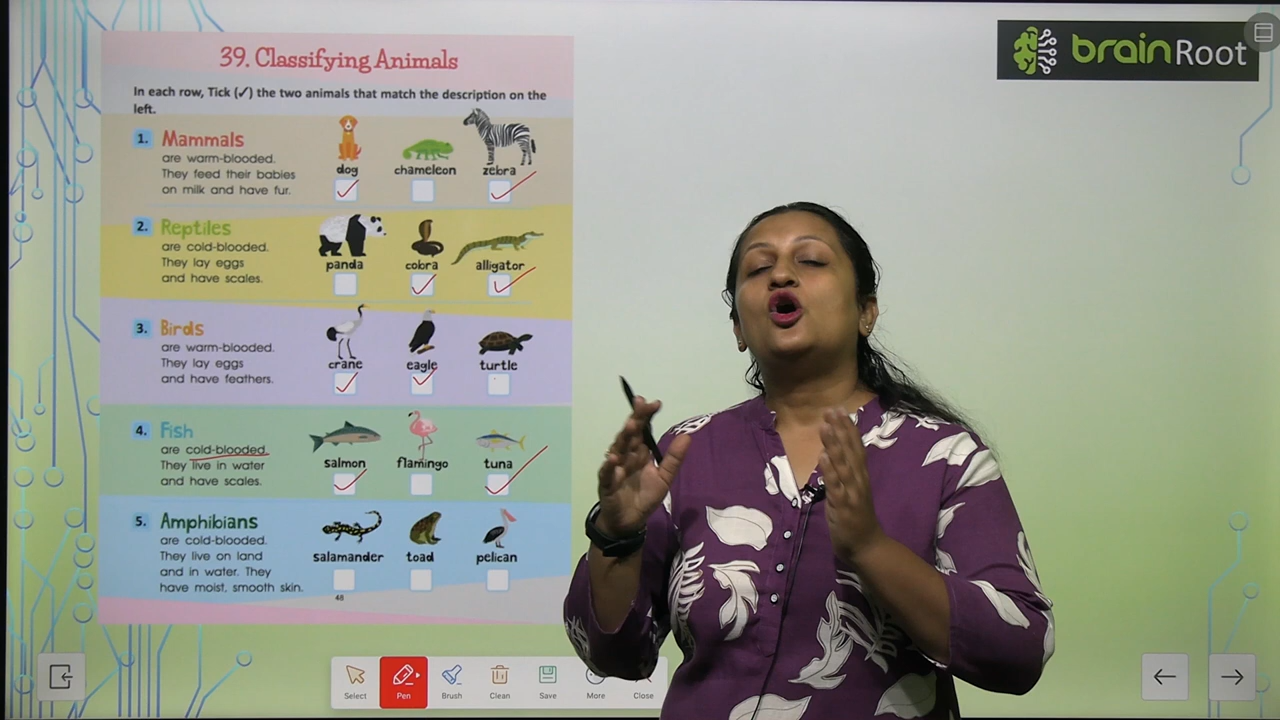 brainRoot
39. Classifying Animals
In each row, Tick (✓) the two animals that match the description on the
left.
1. Mammals
are warm-blooded.
They feed their babies
on milk and have fur.
dog chameleon zebra
2. Reptiles
are cold-blooded.
They lay eggs
and have scales.
panda cobra alligator
3. Birds
are warm-blooded.
They lay eggs
and have feathers.
crane eagle turtle
4. Fish
are cold-blooded.
They live in water
and have scales.
salmon flamingo tuna
5. Amphibians
are cold-blooded.
They live on land
and in water. They
have moist, smooth skin.
salamander toad pelican
48
Select Pen Brush Clean Save More Close